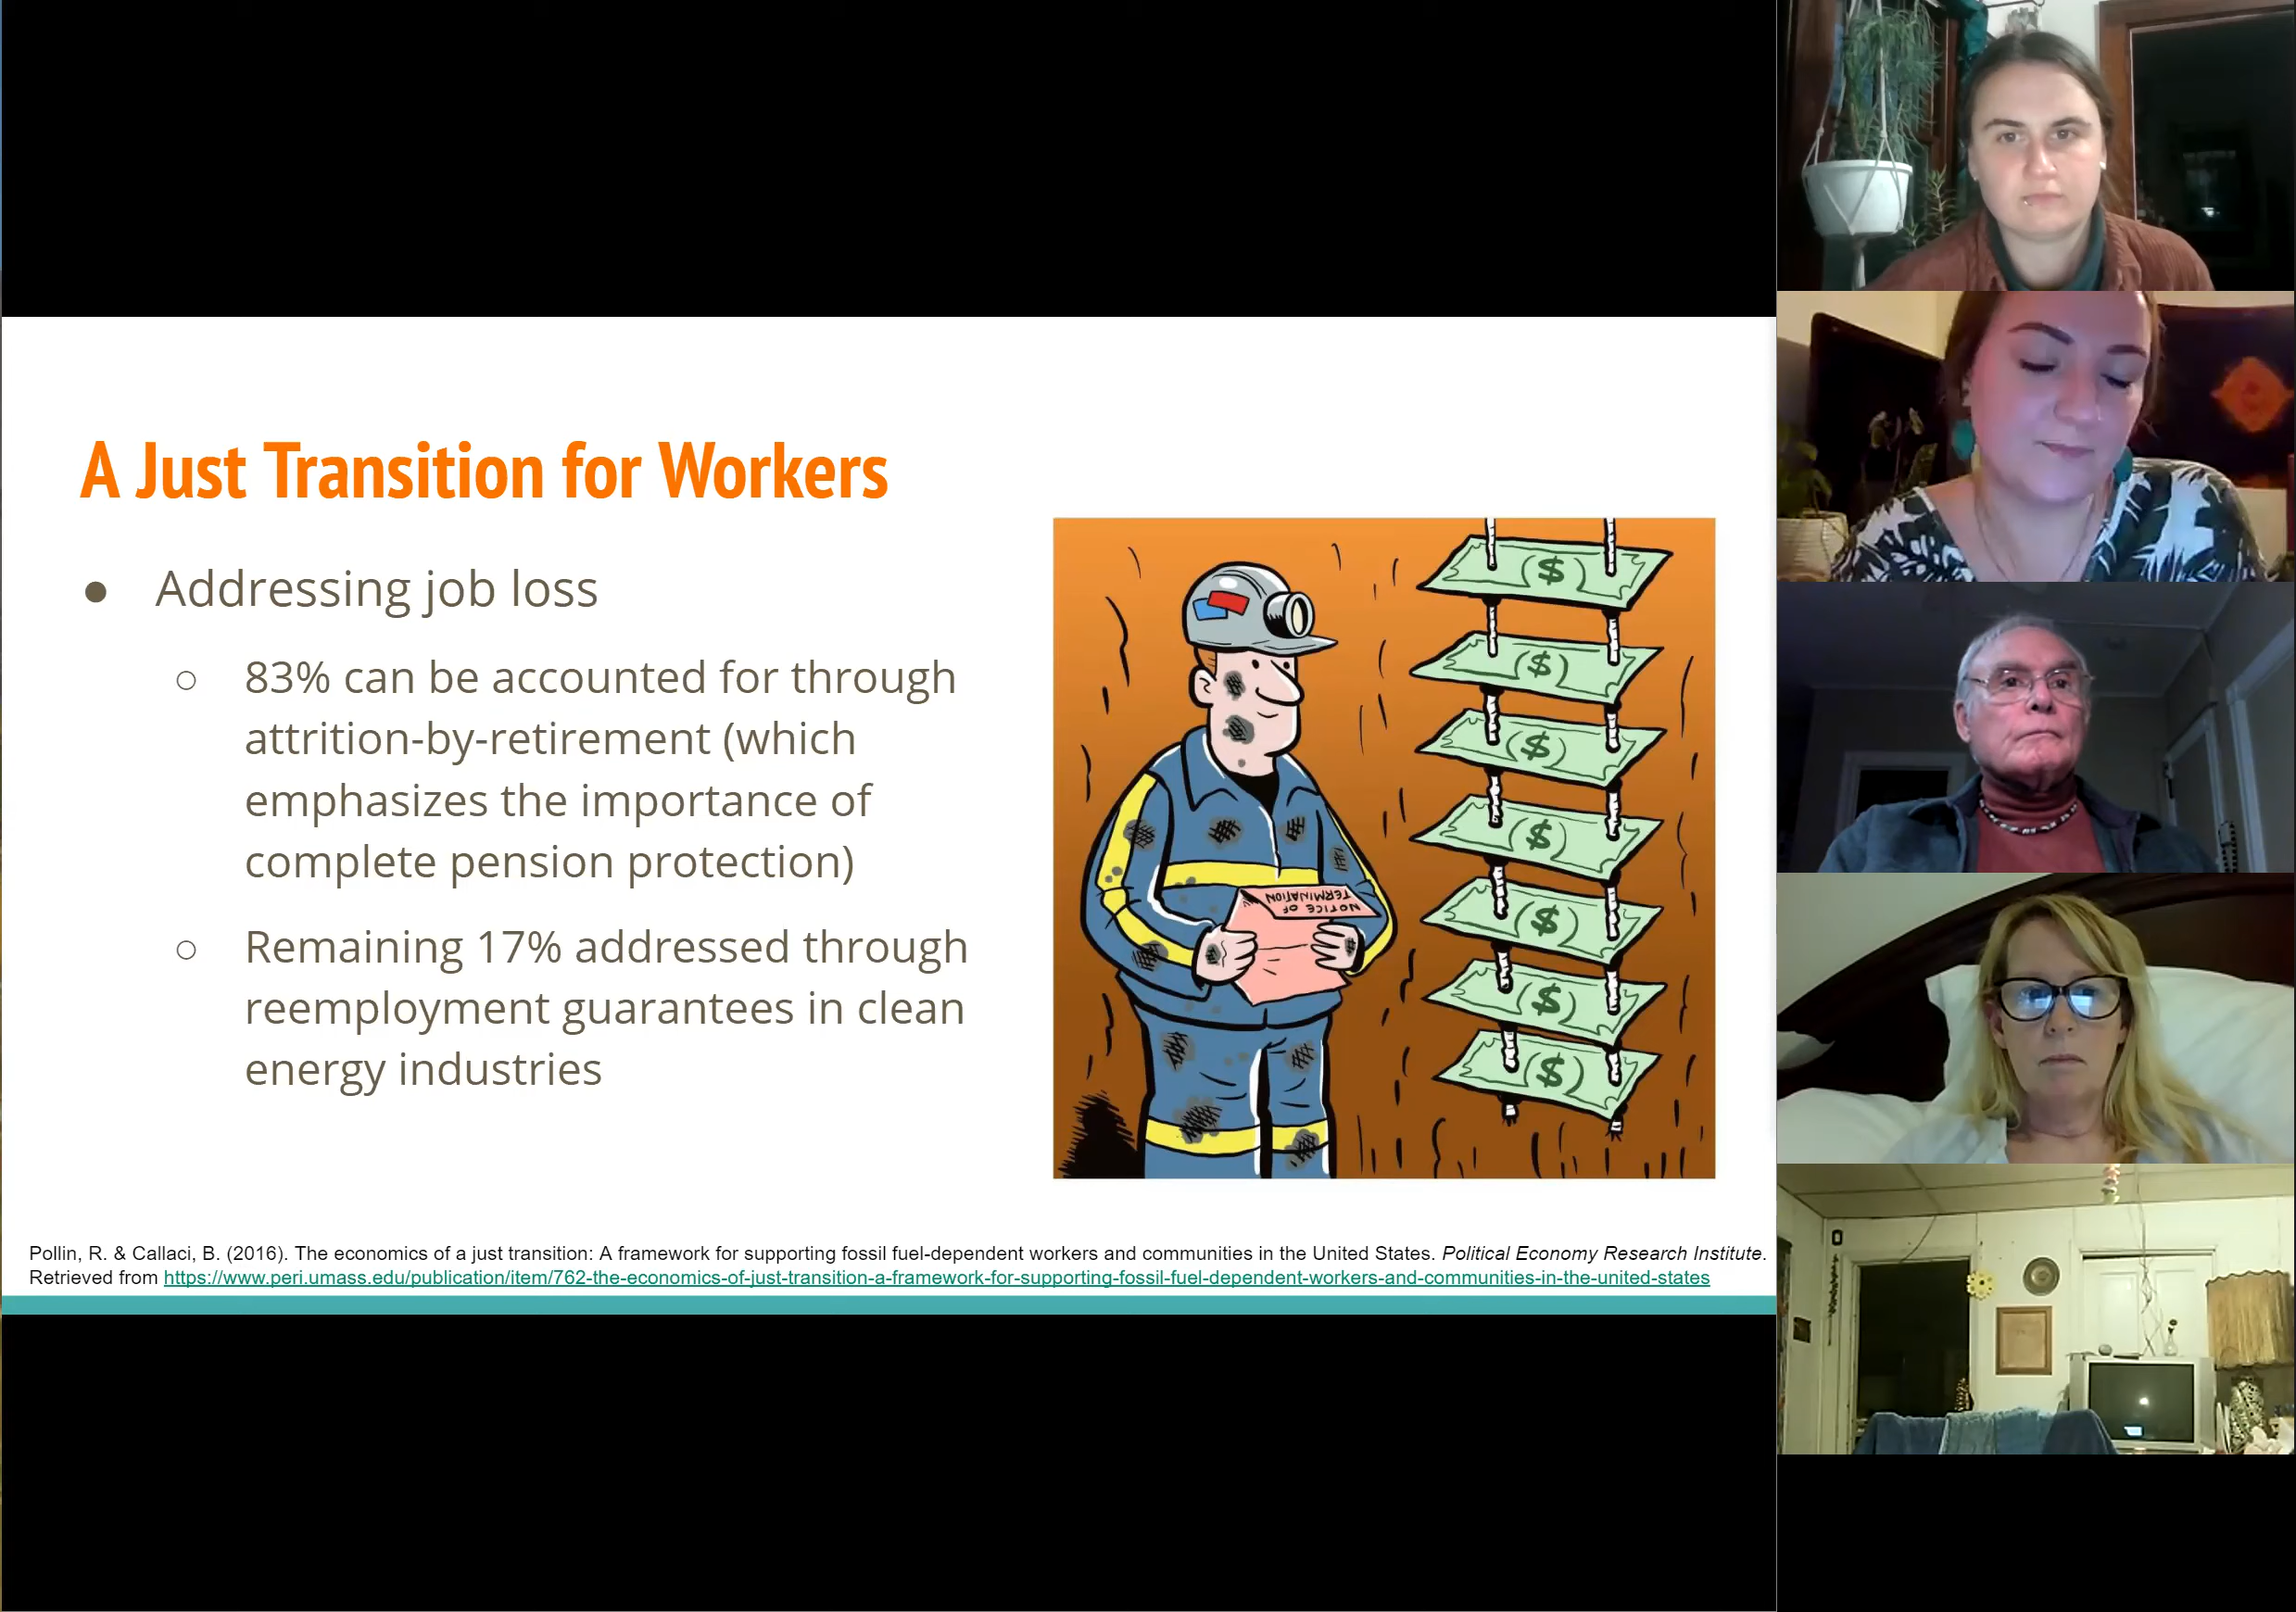 A Just Transition for Workers
● Addressing job loss
○ 83% can be accounted for through
attrition-by-retirement (which
emphasizes the importance of
complete pension protection)
○ Remaining 17% addressed through
reemployment guarantees in clean
energy industries
NOTICE OF
TERMINATION
($)
($)
($)
($)
($)
($)
($)
Pollin, R. & Callaci, B. (2016). The economics of a just transition: A framework for supporting fossil fuel-dependent workers and communities in the United States. Political Economy Research Institute.
Retrieved from https://www.peri.umass.edu/publication/item/762-the-economics-of-just-transition-a-framework-for-supporting-fossil-fuel-dependent-workers-and-communities-in-the-united-states